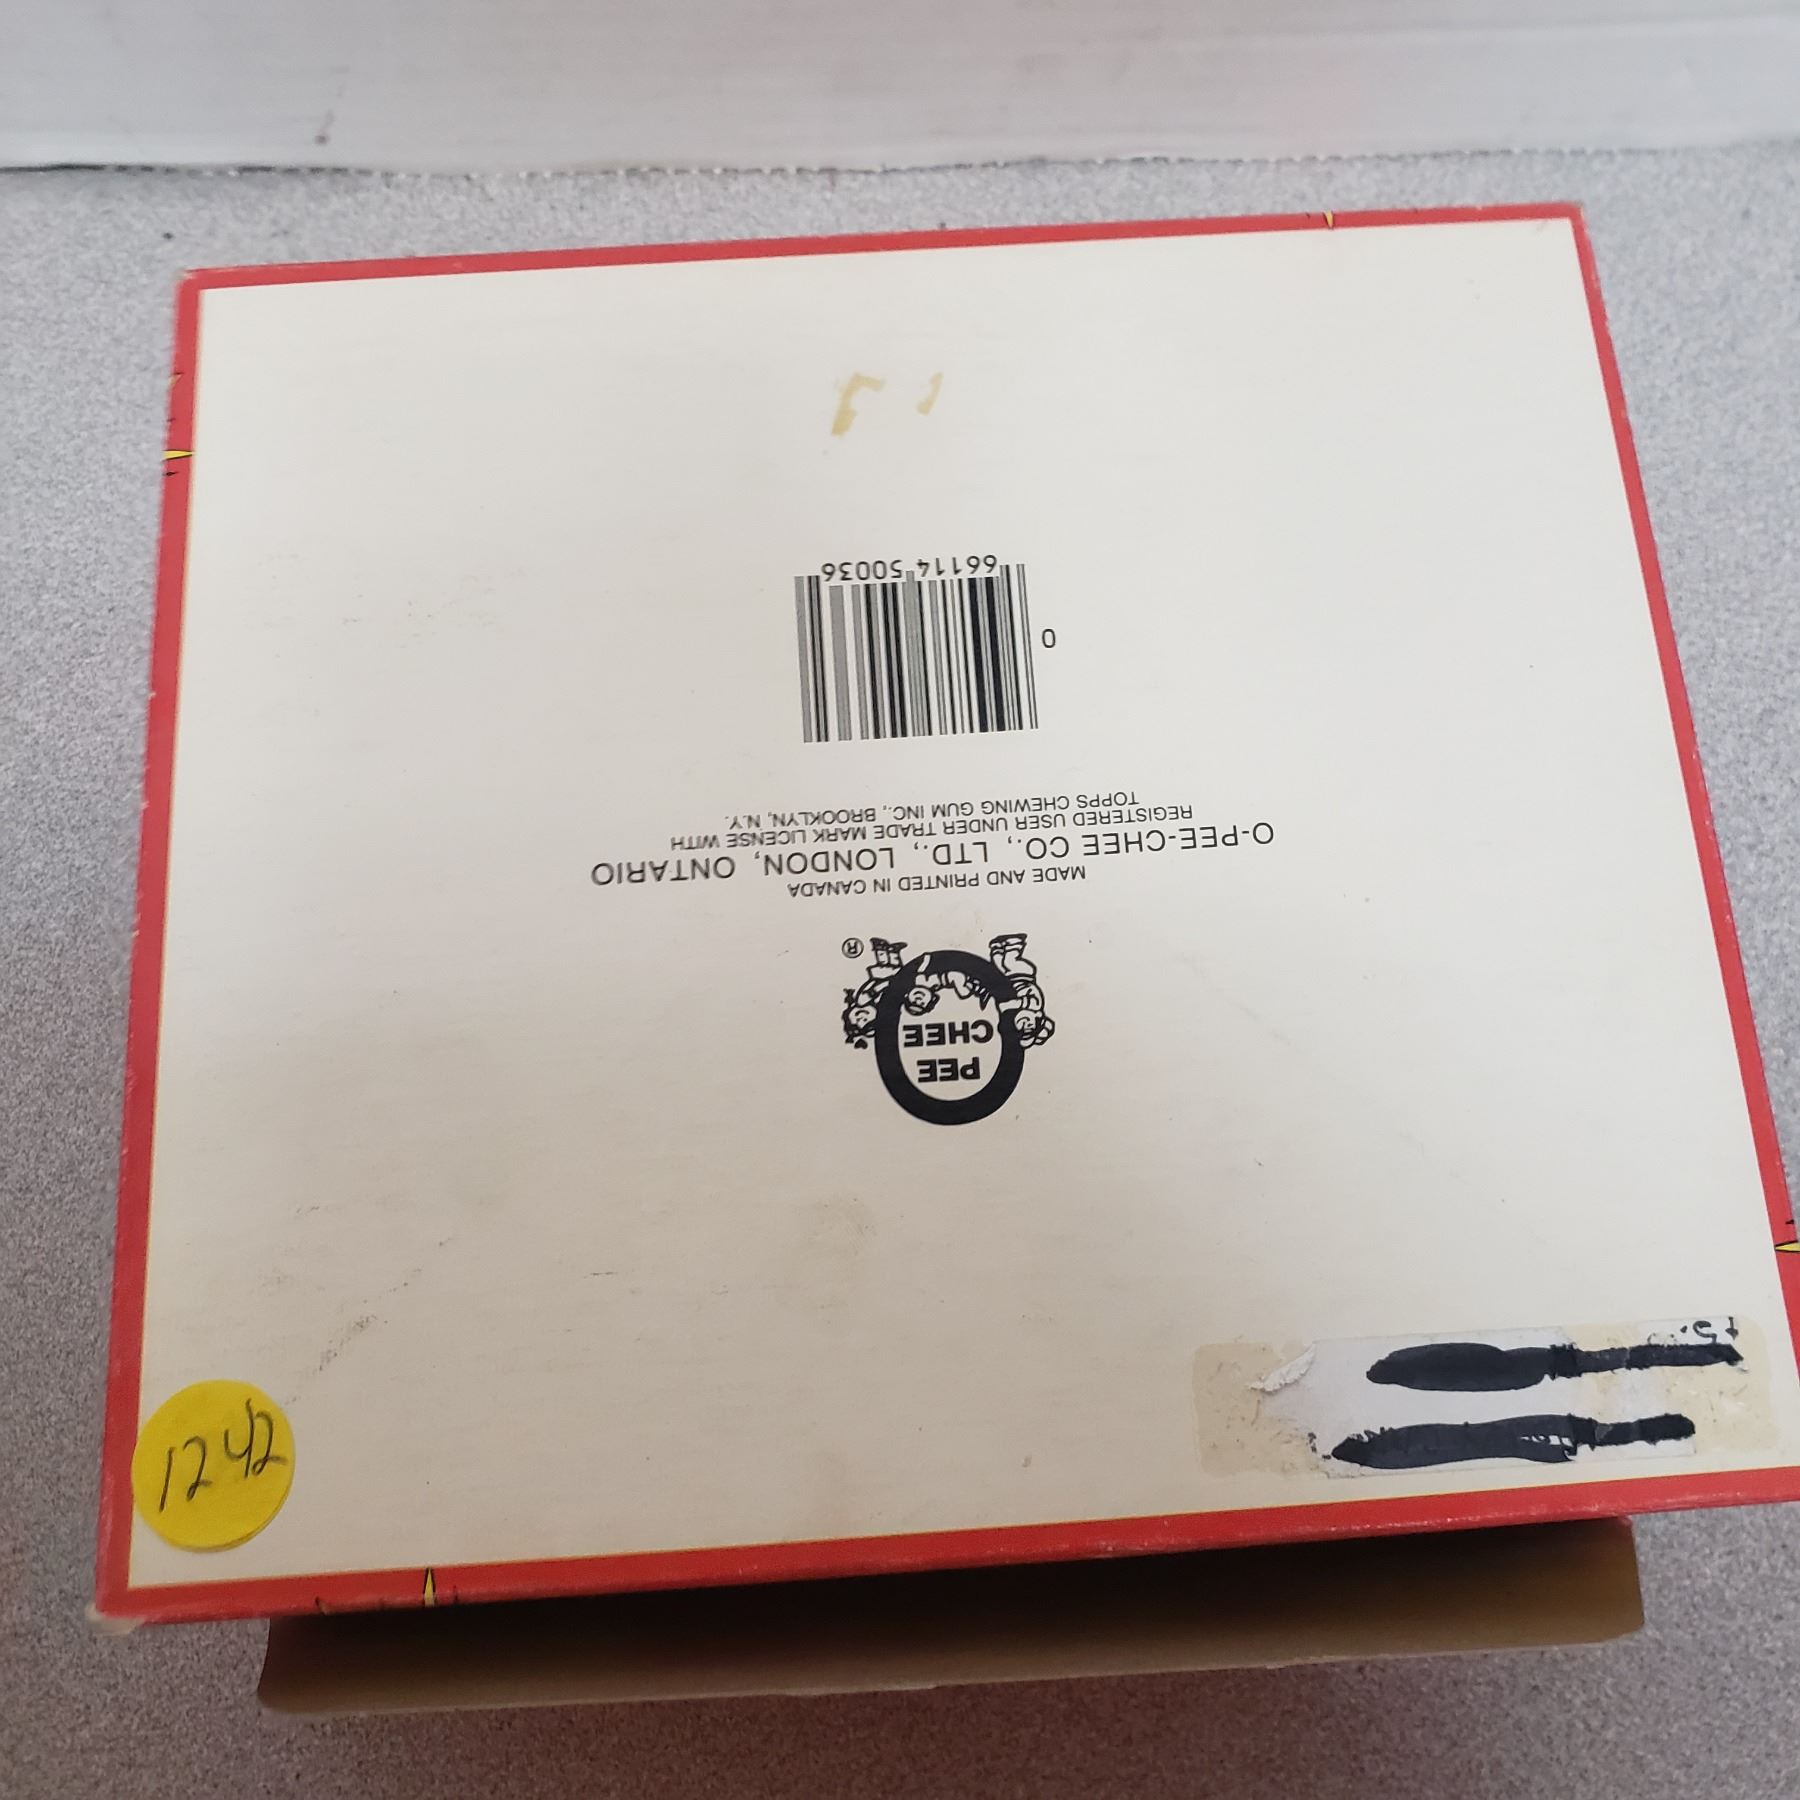 PEE
CHEE
®
MADE AND PRINTED IN CANADA
O-PEE-CHEE CO., LTD., LONDON, ONTARIO
REGISTERED USER UNDER TRADE MARK LICENSE WITH
TOPPS CHEWING GUM INC., BROOKLYN, N.Y.
0
66114 50036
1242